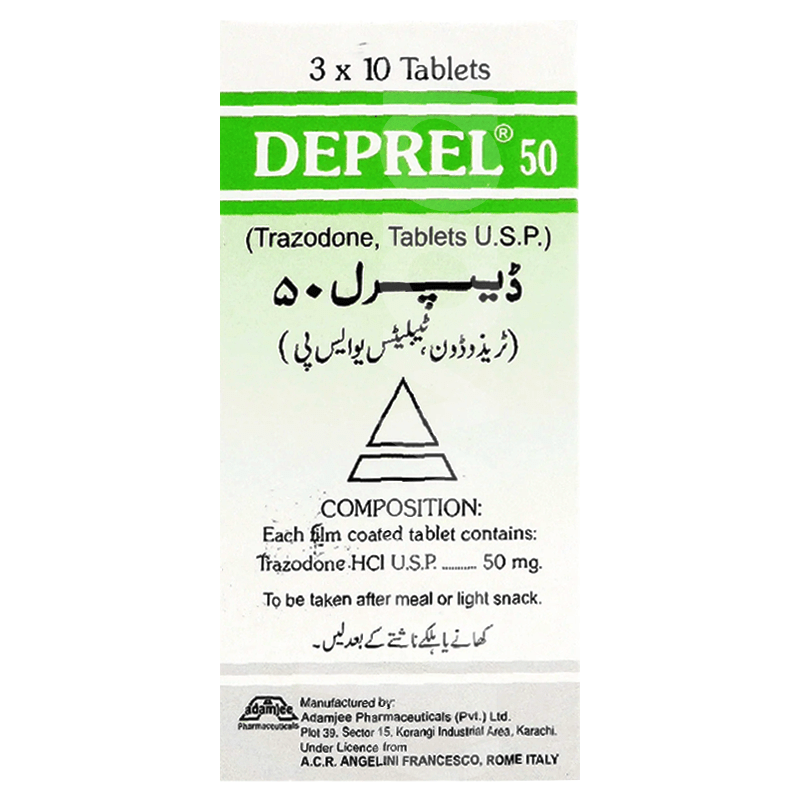 3 x 10 Tablets
DEPREL® 50
(Trazodone, Tablets U.S.P.)
ڈیپرل ۵۰
(ٹریذوڈون، ٹیبلیٹس یو ایس پی)
COMPOSITION:
Each film coated tablet contains:
Trazodone HCl U.S.P. .......... 50 mg.
To be taken after meal or light snack.
کھانے یا ہلکے ناشتے کے بعد لیں۔
adamjee
Pharmaceuticals
Manufactured by:
Adamjee Pharmaceuticals (Pvt.) Ltd.
Plot 39, Sector 15, Korangi Industrial Area, Karachi.
Under Licence from
A.C.R. ANGELINI FRANCESCO, ROME ITALY